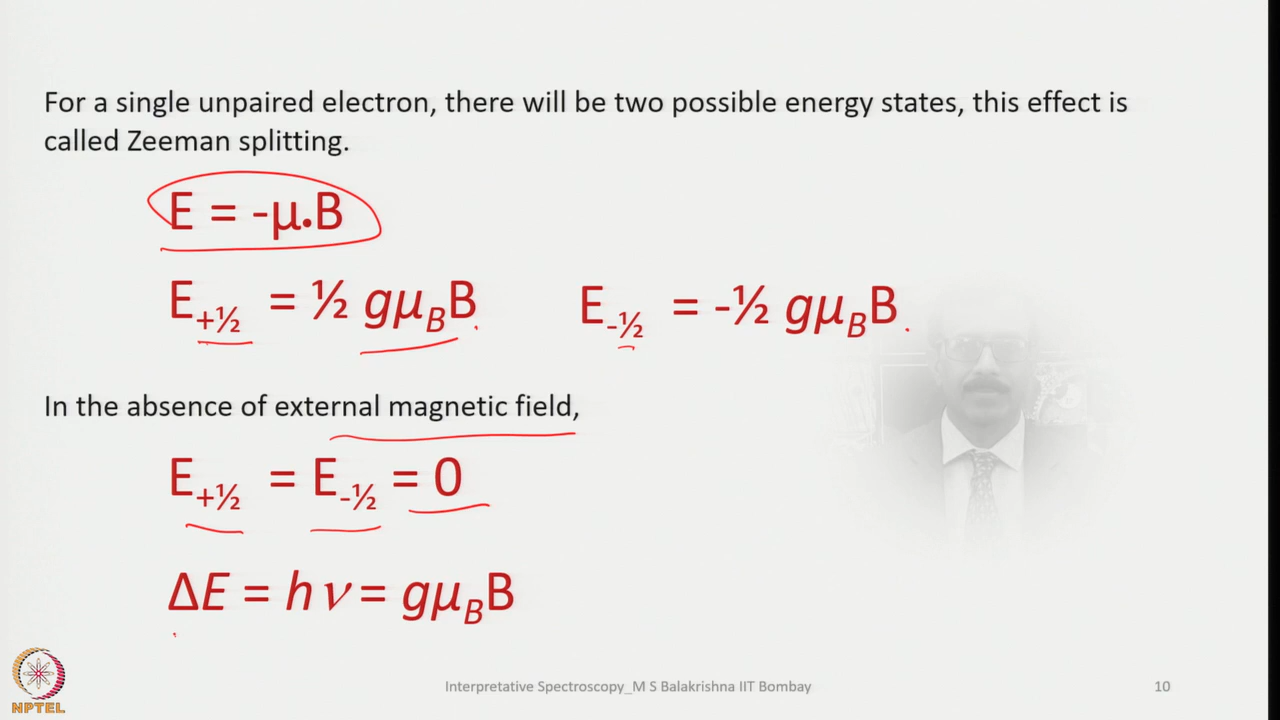 For a single unpaired electron, there will be two possible energy states, this effect is
called Zeeman splitting.
E = -μ.B
E+½ = ½ gμBB E-½ = -½ gμBB
In the absence of external magnetic field,
E+½ = E-½ = 0
ΔE = hν = gμBB
NPTEL
Interpretative Spectroscopy_M S Balakrishna IIT Bombay
10